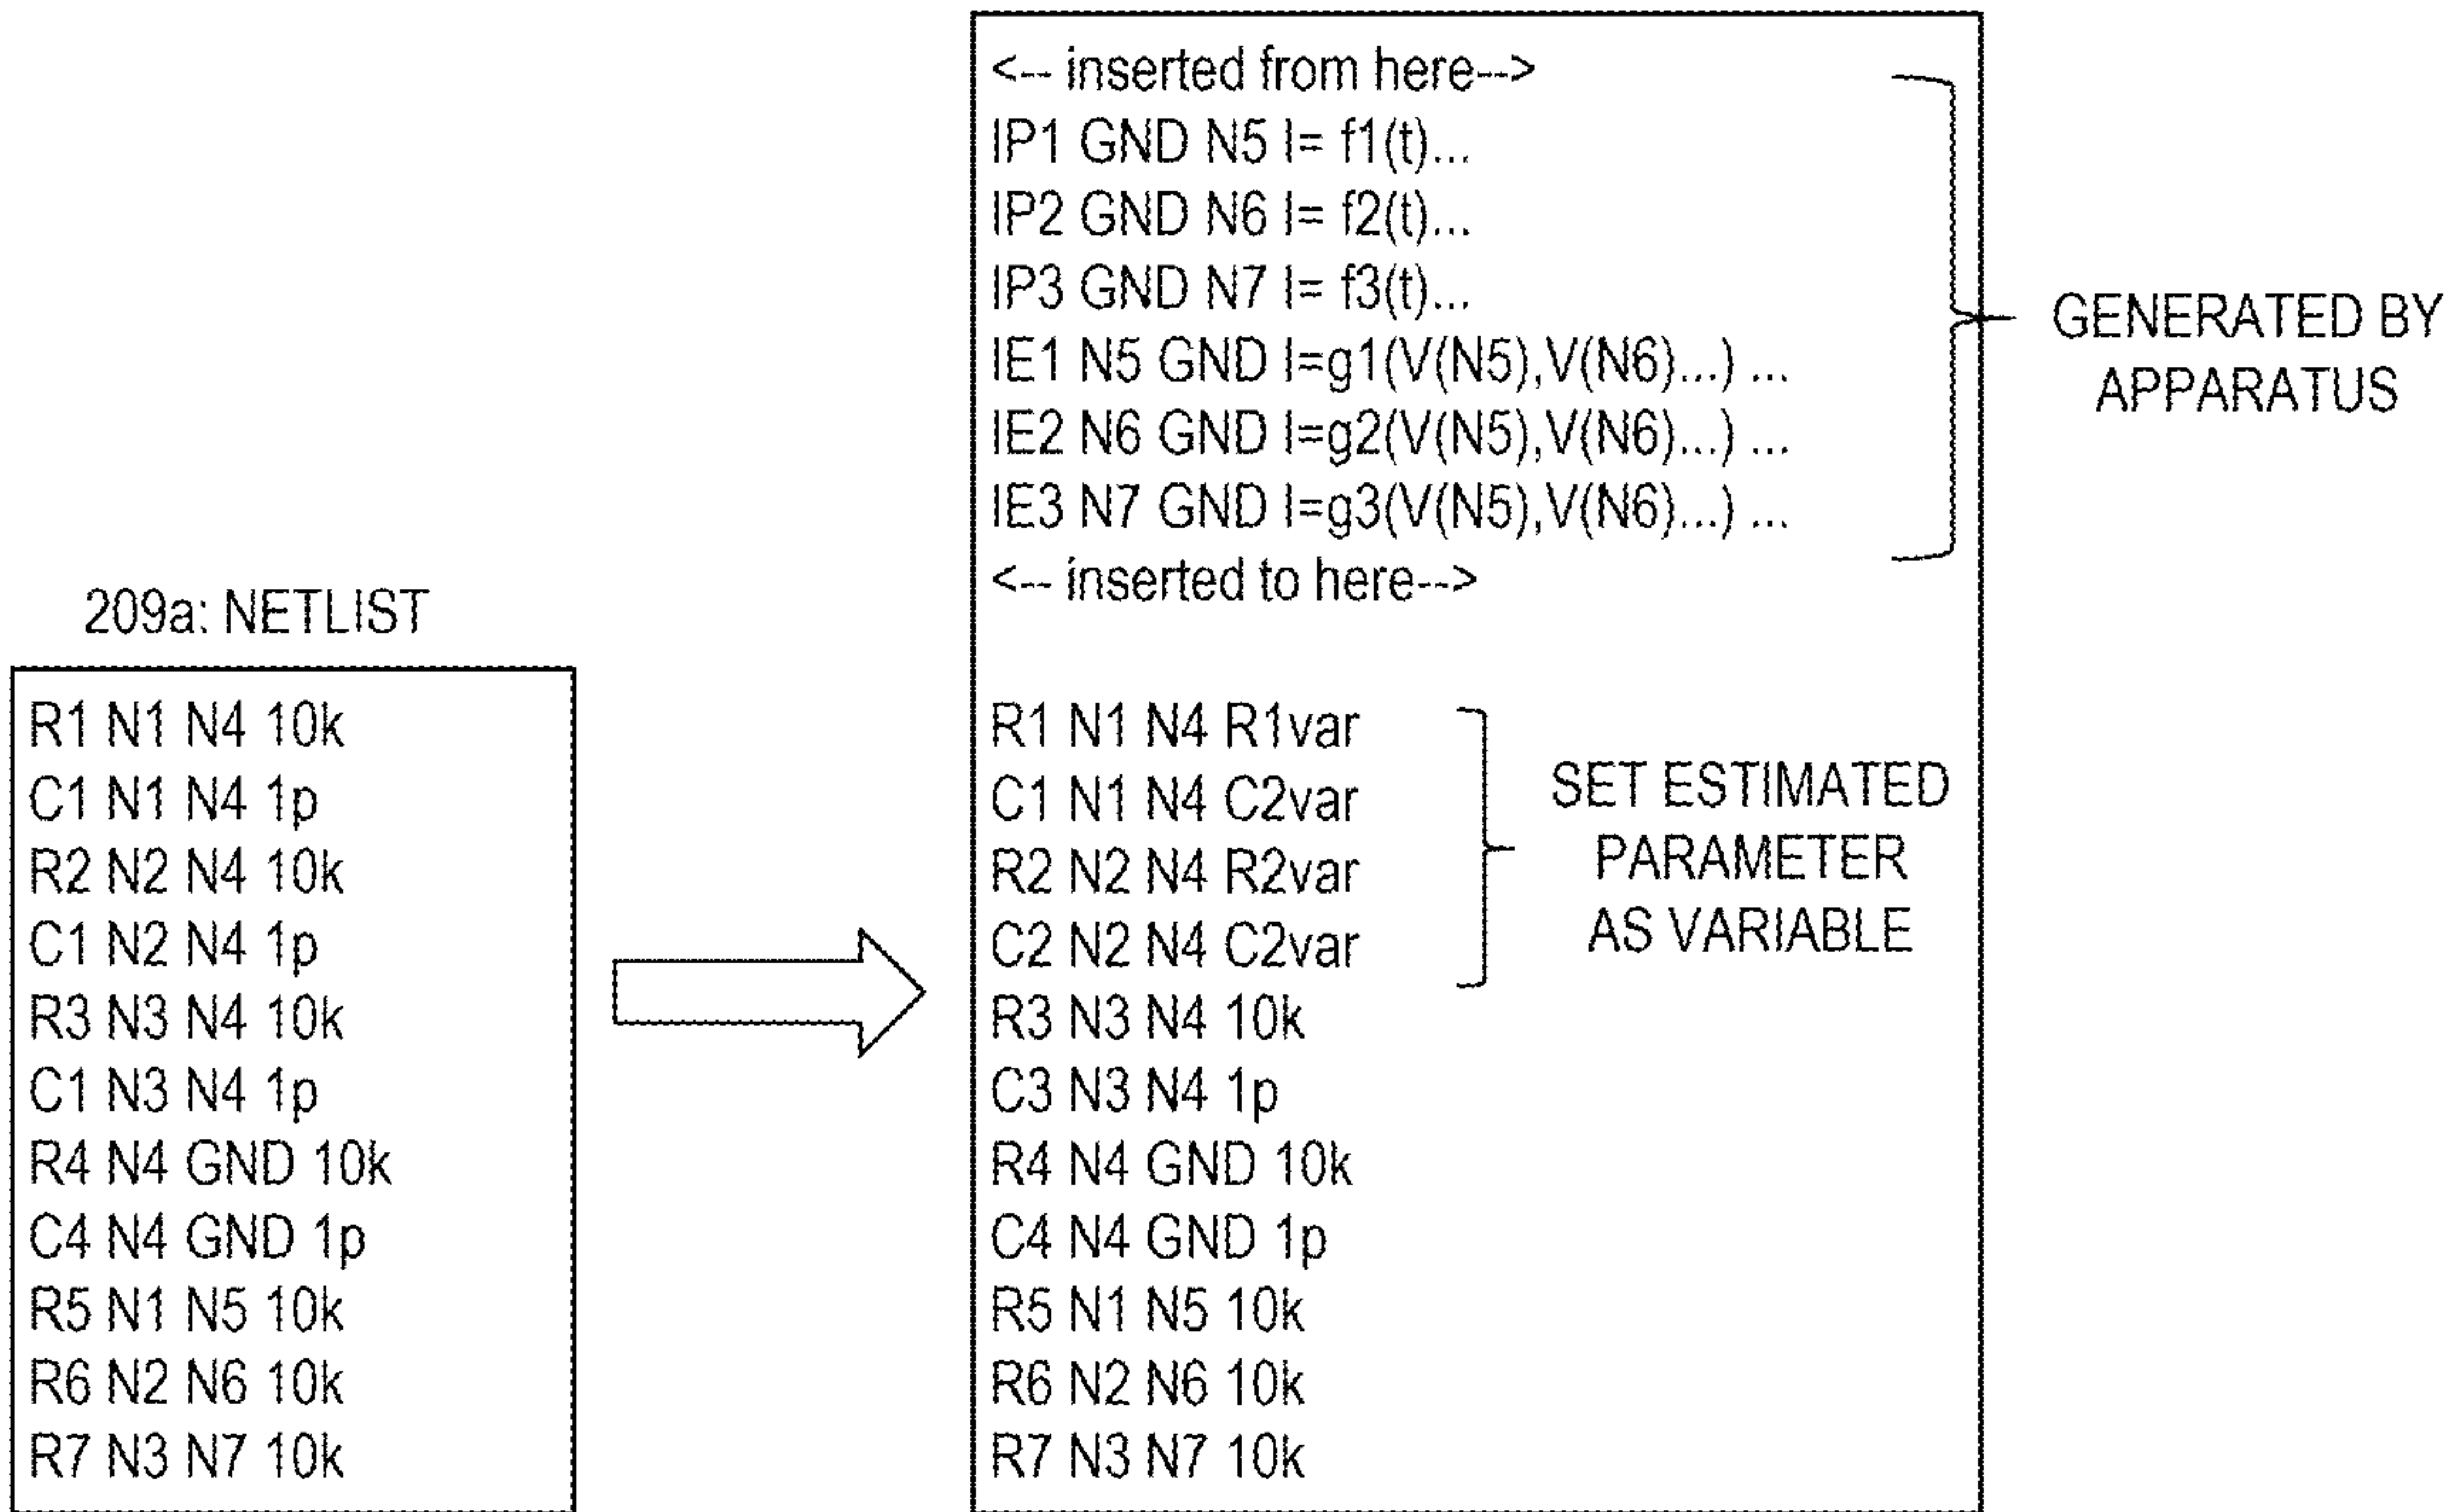 209a: NETLIST
R1 N1 N4 10k
C1 N1 N4 1p
R2 N2 N4 10k
C1 N2 N4 1p
R3 N3 N4 10k
C1 N3 N4 1p
R4 N4 GND 10k
C4 N4 GND 1p
R5 N1 N5 10k
R6 N2 N6 10k
R7 N3 N7 10k
<-- inserted from here-->
IP1 GND N5 I= f1(t)...
IP2 GND N6 I= f2(t)...
IP3 GND N7 I= f3(t)...
IE1 N5 GND I=g1(V(N5),V(N6)...) ...
IE2 N6 GND I=g2(V(N5),V(N6)...) ...
IE3 N7 GND I=g3(V(N5),V(N6)...) ...
<-- inserted to here-->
GENERATED BY
APPARATUS
R1 N1 N4 R1var
C1 N1 N4 C2var
R2 N2 N4 R2var
C2 N2 N4 C2var
R3 N3 N4 10k
C3 N3 N4 1p
R4 N4 GND 10k
C4 N4 GND 1p
R5 N1 N5 10k
R6 N2 N6 10k
R7 N3 N7 10k
SET ESTIMATED
PARAMETER
AS VARIABLE